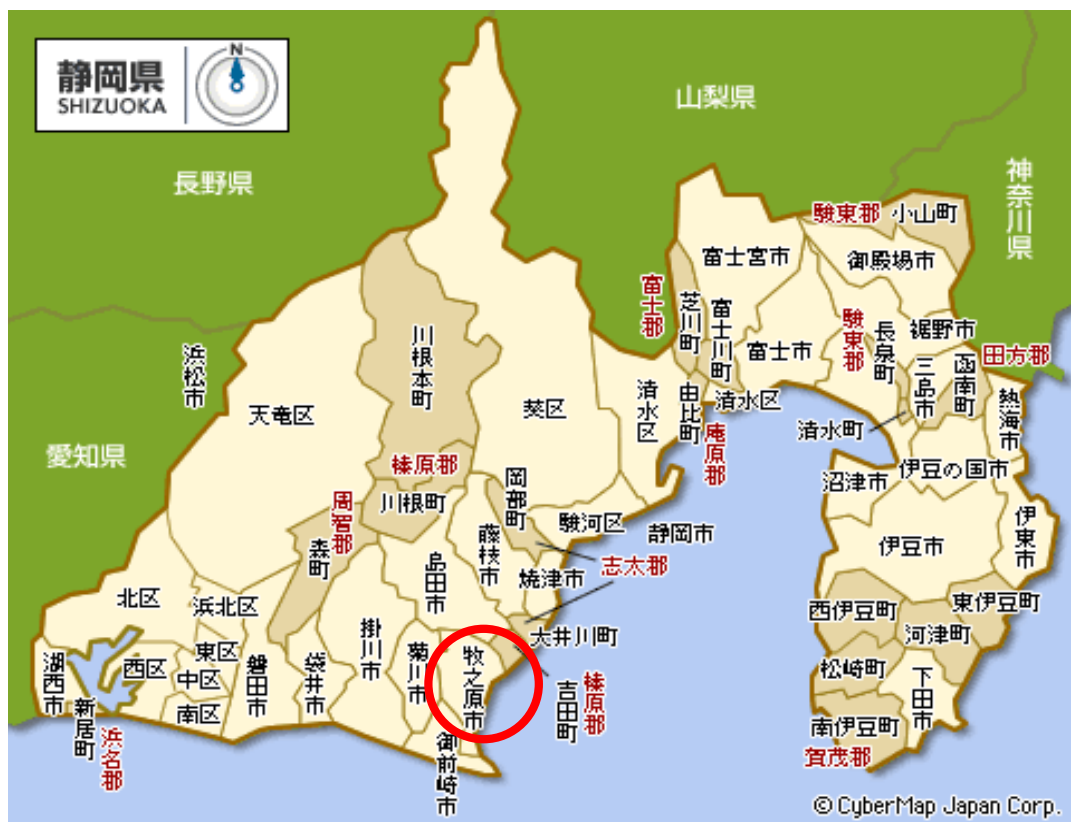 静岡県
SHIZUOKA
N
山梨県
長野県
神奈川県
愛知県
駿東郡
小山町
富士宮市
御殿場市
富士郡
芝川町
富士川町
富士市
駿東郡
長泉町
裾野市
三島市
函南町
田方郡
熱海市
浜松市
天竜区
川根本町
葵区
清水区
由比町
清水区
庵原郡
清水町
沼津市
伊豆の国市
榛原郡
川根町
岡部町
周智郡
森町
駿河区
静岡市
藤枝市
島田市
志太郡
焼津市
伊豆市
伊東市
北区
浜北区
掛川市
大井川町
西伊豆町
東伊豆町
河津町
湖西市
西区
東区
中区
南区
磐田市
袋井市
菊川市
牧之原市
榛原郡
吉田町
松崎町
下田市
新居町
浜名郡
御前崎市
南伊豆町
賀茂郡
© CyberMap Japan Corp.